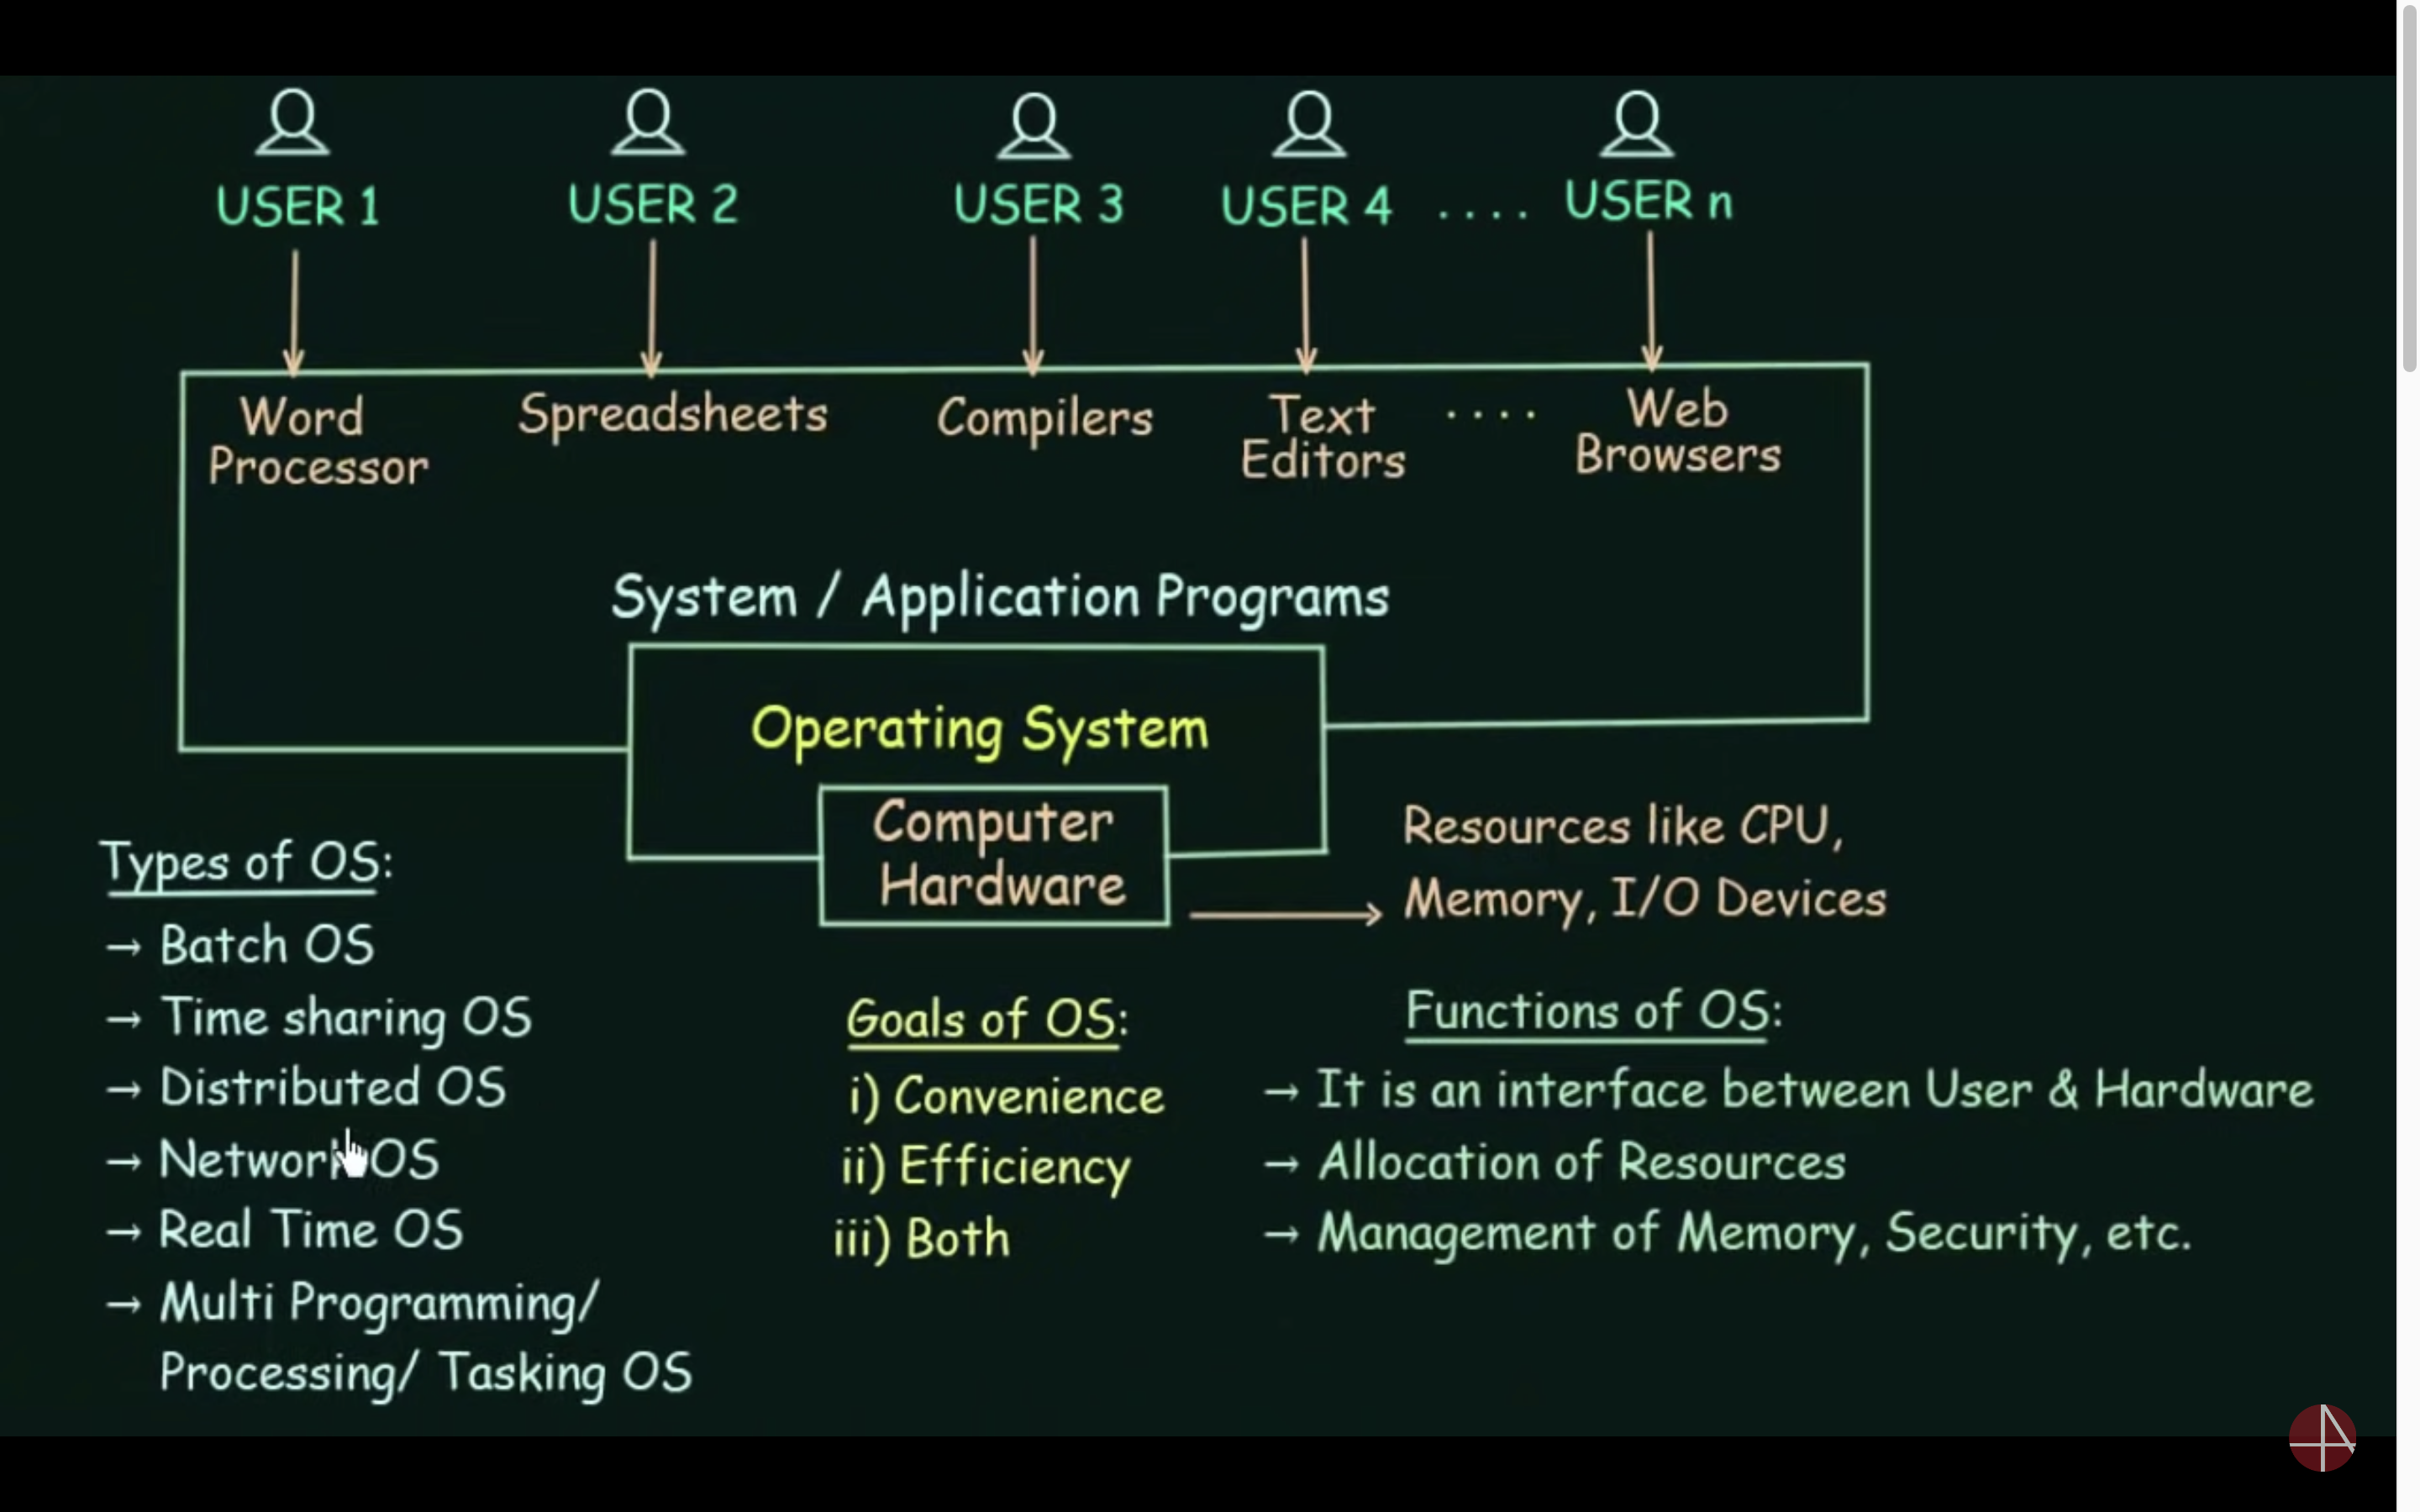 USER 1 USER 2 USER 3 USER 4 .... USER n
Word Processor
Spreadsheets
Compilers
Text Editors
....
Web Browsers
System / Application Programs
Operating System
Computer
Hardware
Resources like CPU,
Memory, I/O Devices
Types of OS:
→ Batch OS
→ Time sharing OS
→ Distributed OS
→ Network OS
→ Real Time OS
→ Multi Programming/
Processing/ Tasking OS
Goals of OS:
i) Convenience
ii) Efficiency
iii) Both
Functions of OS:
→ It is an interface between User & Hardware
→ Allocation of Resources
→ Management of Memory, Security, etc.